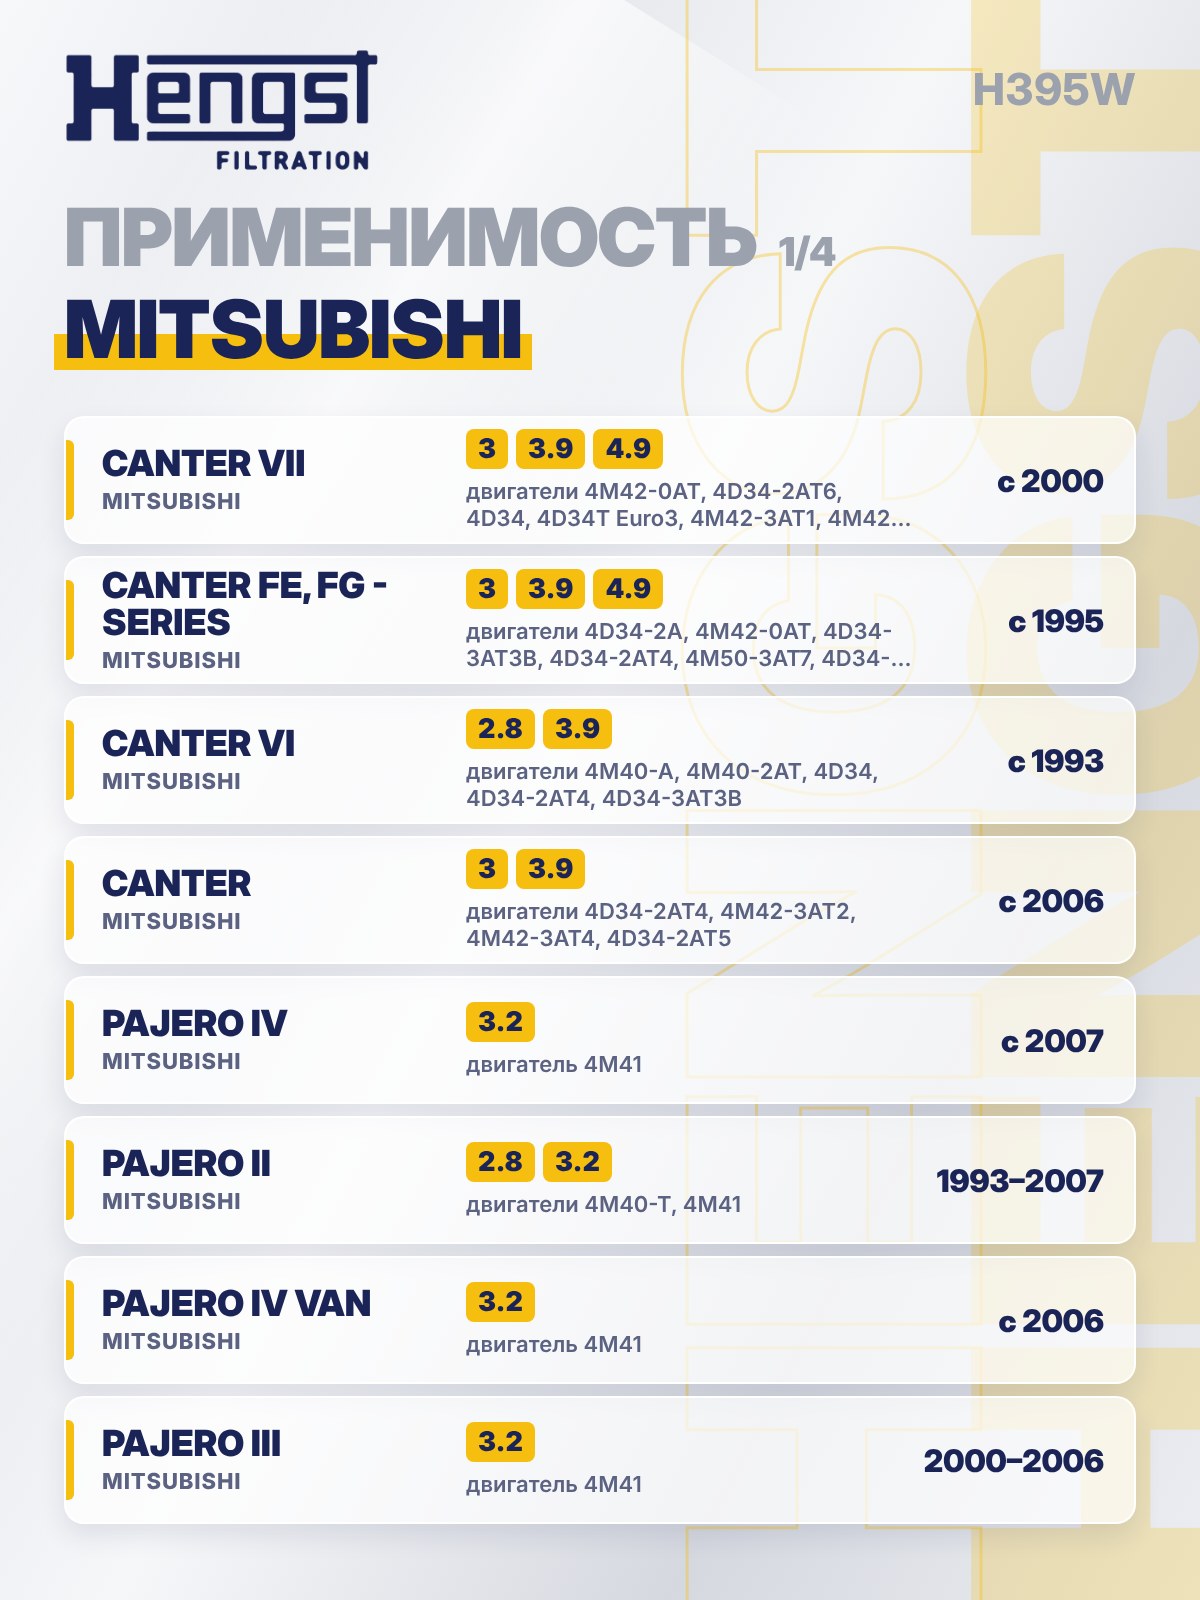 Hengst
FILTRATION
H395W
ПРИМЕНИМОСТЬ 1/4
MITSUBISHI
CANTER VII
MITSUBISHI
3 3.9 4.9
двигатели 4M42-0AT, 4D34-2AT6,
4D34, 4D34T Euro3, 4M42-3AT1, 4M42...
с 2000
CANTER FE, FG -
SERIES
MITSUBISHI
3 3.9 4.9
двигатели 4D34-2A, 4M42-0AT, 4D34-
3AT3B, 4D34-2AT4, 4M50-3AT7, 4D34-...
с 1995
CANTER VI
MITSUBISHI
2.8 3.9
двигатели 4M40-A, 4M40-2AT, 4D34,
4D34-2AT4, 4D34-3AT3B
с 1993
CANTER
MITSUBISHI
3 3.9
двигатели 4D34-2AT4, 4M42-3AT2,
4M42-3AT4, 4D34-2AT5
с 2006
PAJERO IV
MITSUBISHI
3.2
двигатель 4M41
с 2007
PAJERO II
MITSUBISHI
2.8 3.2
двигатели 4M40-T, 4M41
1993–2007
PAJERO IV VAN
MITSUBISHI
3.2
двигатель 4M41
с 2006
PAJERO III
MITSUBISHI
3.2
двигатель 4M41
2000–2006
HENGST
HENGST